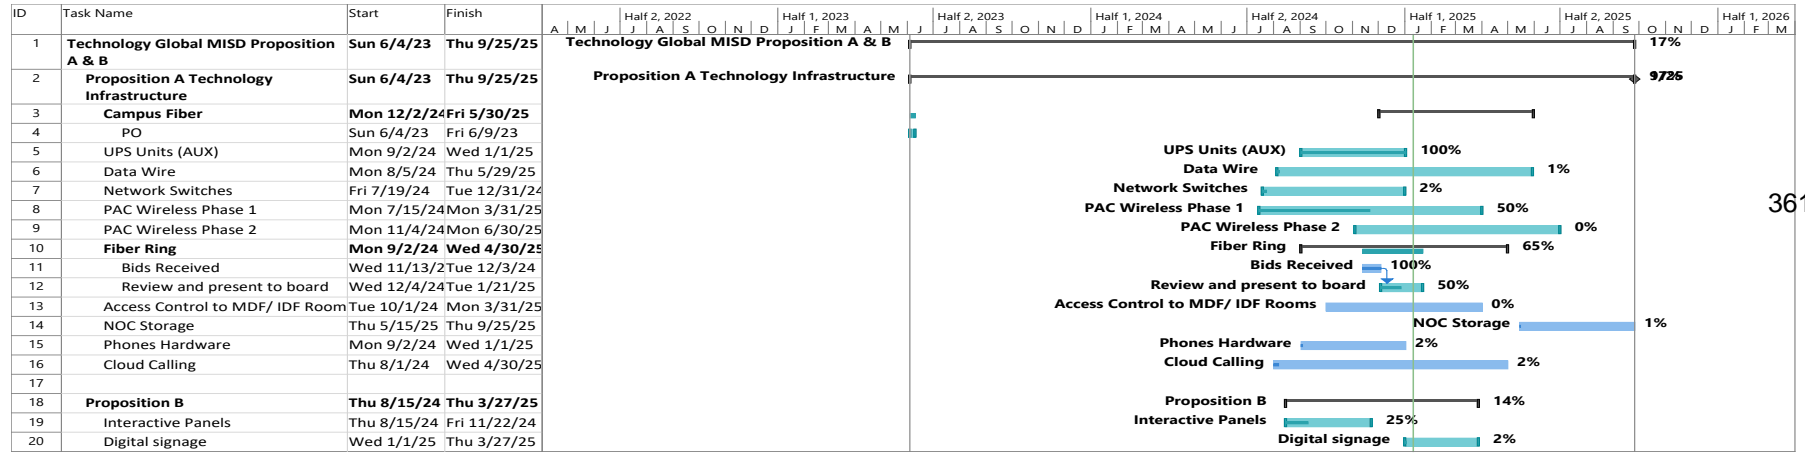 ID Task Name Start Finish Half 2, 2022 Half 1, 2023 Half 2, 2023 Half 1, 2024 Half 2, 2024 Half 1, 2025 Half 2, 2025 Half 1, 2026
A M J J A S O N D J F M A M J J A S O N D J F M A M J J A S O N D J F M A M J J A S O N D J F M
1 Technology Global MISD Proposition A & B Sun 6/4/23 Thu 9/25/25 Technology Global MISD Proposition A & B 17%
2 Proposition A Technology Infrastructure Sun 6/4/23 Thu 9/25/25 Proposition A Technology Infrastructure
3 Campus Fiber Mon 12/2/24 Fri 5/30/25
4 PO Sun 6/4/23 Fri 6/9/23
5 UPS Units (AUX) Mon 9/2/24 Wed 1/1/25 UPS Units (AUX) 100%
6 Data Wire Mon 8/5/24 Thu 5/29/25 Data Wire 1%
7 Network Switches Fri 7/19/24 Tue 12/31/24 Network Switches 2%
8 PAC Wireless Phase 1 Mon 7/15/24 Mon 3/31/25 PAC Wireless Phase 1 50%
361
9 PAC Wireless Phase 2 Mon 11/4/24 Mon 6/30/25 PAC Wireless Phase 2 0%
10 Fiber Ring Mon 9/2/24 Wed 4/30/25 Fiber Ring 65%
11 Bids Received Wed 11/13/2 Tue 12/3/24 Bids Received 100%
12 Review and present to board Wed 12/4/24 Tue 1/21/25 Review and present to board 50%
13 Access Control to MDF/ IDF Room Tue 10/1/24 Mon 3/31/25 Access Control to MDF/ IDF Rooms 0%
14 NOC Storage Thu 5/15/25 Thu 9/25/25 NOC Storage 1%
15 Phones Hardware Mon 9/2/24 Wed 1/1/25 Phones Hardware 2%
16 Cloud Calling Thu 8/1/24 Wed 4/30/25 Cloud Calling 2%
17
18 Proposition B Thu 8/15/24 Thu 3/27/25 Proposition B 14%
19 Interactive Panels Thu 8/15/24 Fri 11/22/24 Interactive Panels 25%
20 Digital signage Wed 1/1/25 Thu 3/27/25 Digital signage 2%